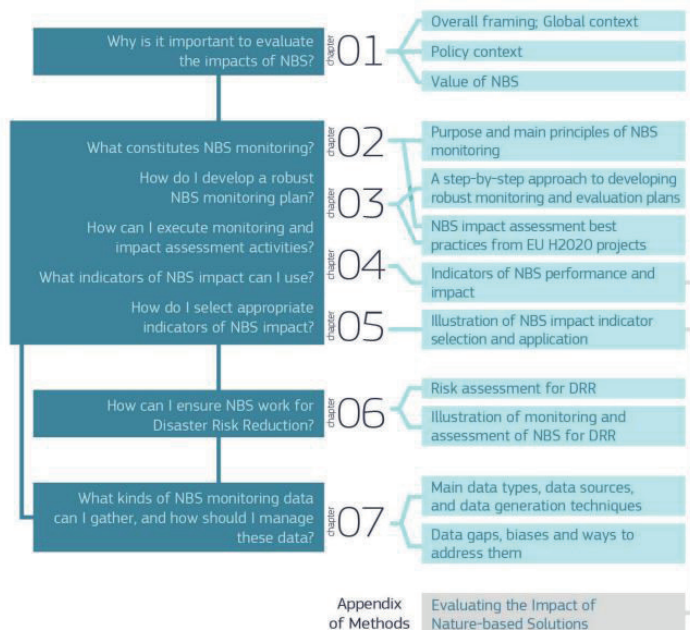 Why is it important to evaluate
the impacts of NBS?
chapter
01
Overall framing; Global context
Policy context
Value of NBS
What constitutes NBS monitoring?
chapter
02
Purpose and main principles of NBS
monitoring
How do I develop a robust
NBS monitoring plan?
chapter
03
A step-by-step approach to developing
robust monitoring and evaluation plans
How can I execute monitoring and
impact assessment activities?
NBS impact assessment best
practices from EU H2020 projects
What indicators of NBS impact can I use?
chapter
04
Indicators of NBS performance and
impact
How do I select appropriate
indicators of NBS impact?
chapter
05
Illustration of NBS impact indicator
selection and application
How can I ensure NBS work for
Disaster Risk Reduction?
chapter
06
Risk assessment for DRR
Illustration of monitoring and
assessment of NBS for DRR
What kinds of NBS monitoring data
can I gather, and how should I manage
these data?
chapter
07
Main data types, data sources,
and data generation techniques
Data gaps, biases and ways to
address them
Appendix
of Methods
Evaluating the Impact of
Nature-based Solutions